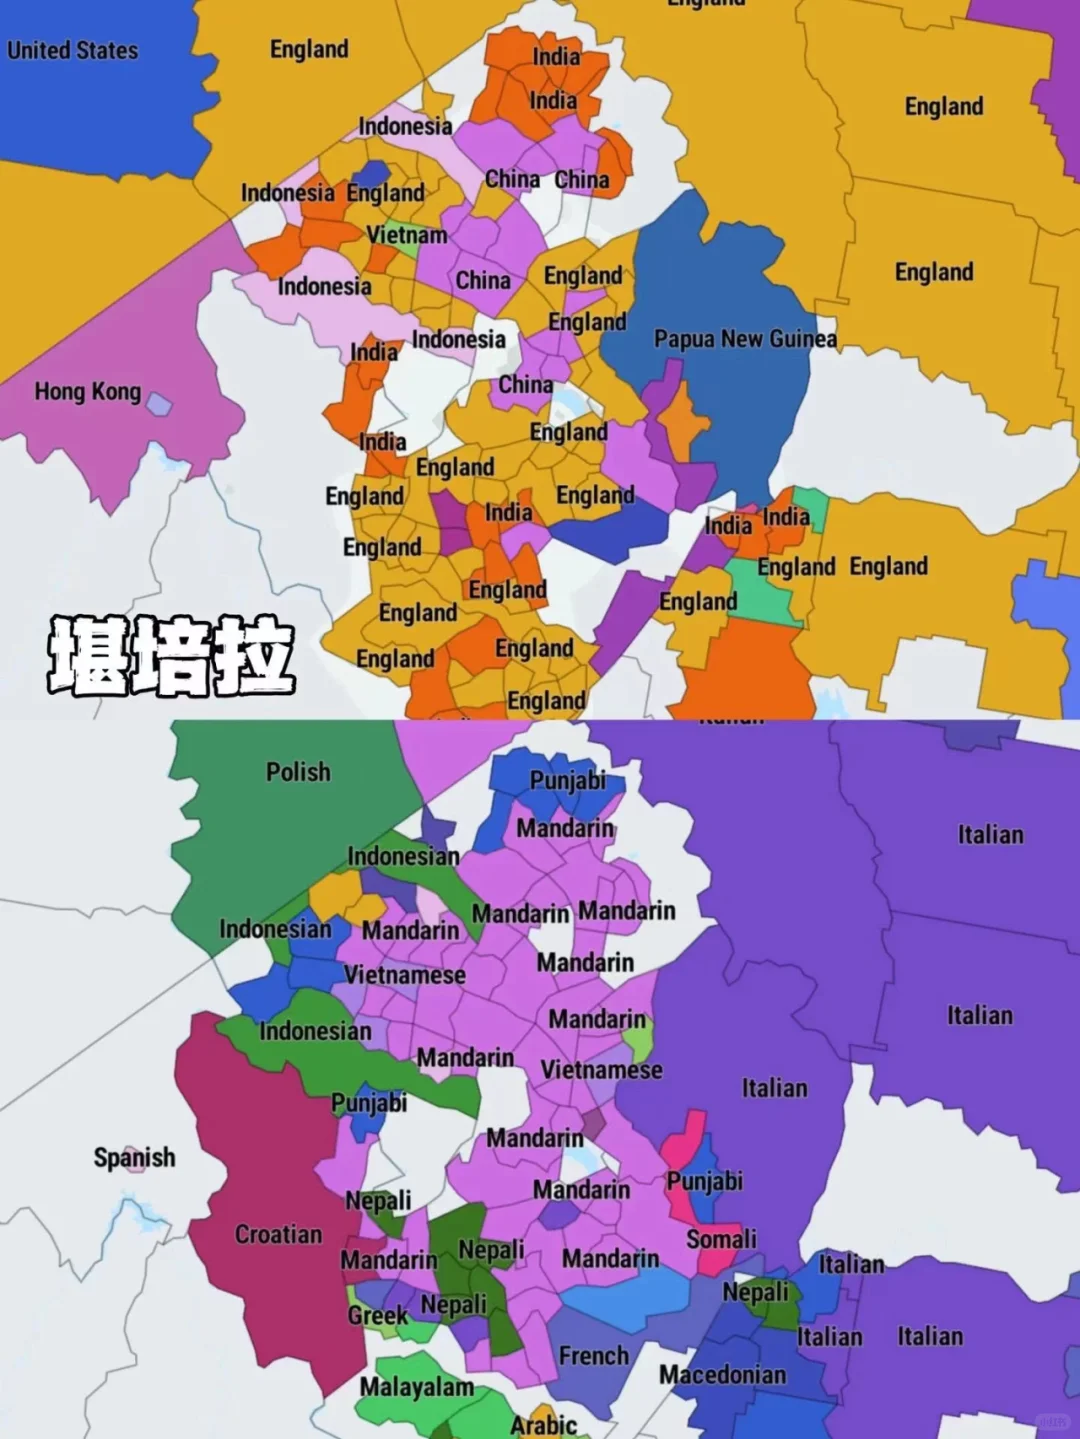 England
United States
England
India
India
England
Indonesia
China China
Indonesia England
Vietnam
England
England
China
Indonesia
England
Indonesia
Papua New Guinea
India
China
Hong Kong
England
India
England
England
England
India
India
India
England
England England
England
England
England
England
England
England
堪培拉
Italian
Polish
Punjabi
Mandarin
Italian
Indonesian
Mandarin Mandarin
Indonesian Mandarin
Mandarin
Vietnamese
Italian
Mandarin
Indonesian
Mandarin
Vietnamese
Italian
Punjabi
Mandarin
Spanish
Punjabi
Mandarin
Nepali
Croatian
Somali
Mandarin
Nepali
Mandarin
Italian
Nepali
Nepali
Greek
Italian Italian
French
Macedonian
Malayalam
Arabic